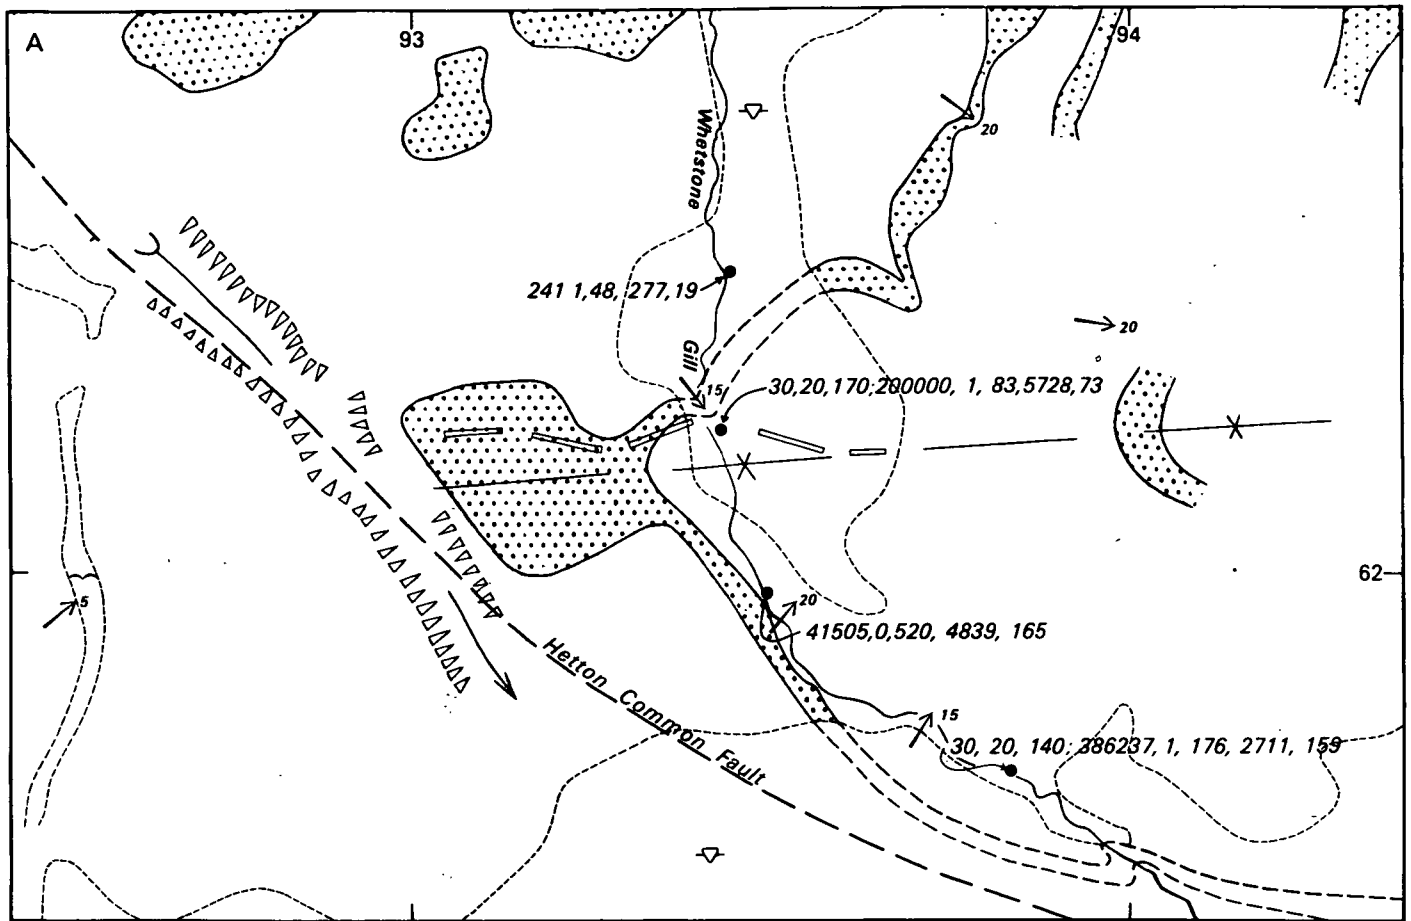 A
93
94
Whetstone
20
241 1,48, 277,19
20
Gill
15
30,20,170;200000, 1, 83,5728,73
62
5
20
41505,0,520, 4839, 165
Hetton Common Fault
15
30, 20, 140; 386237, 1, 176, 2711, 159